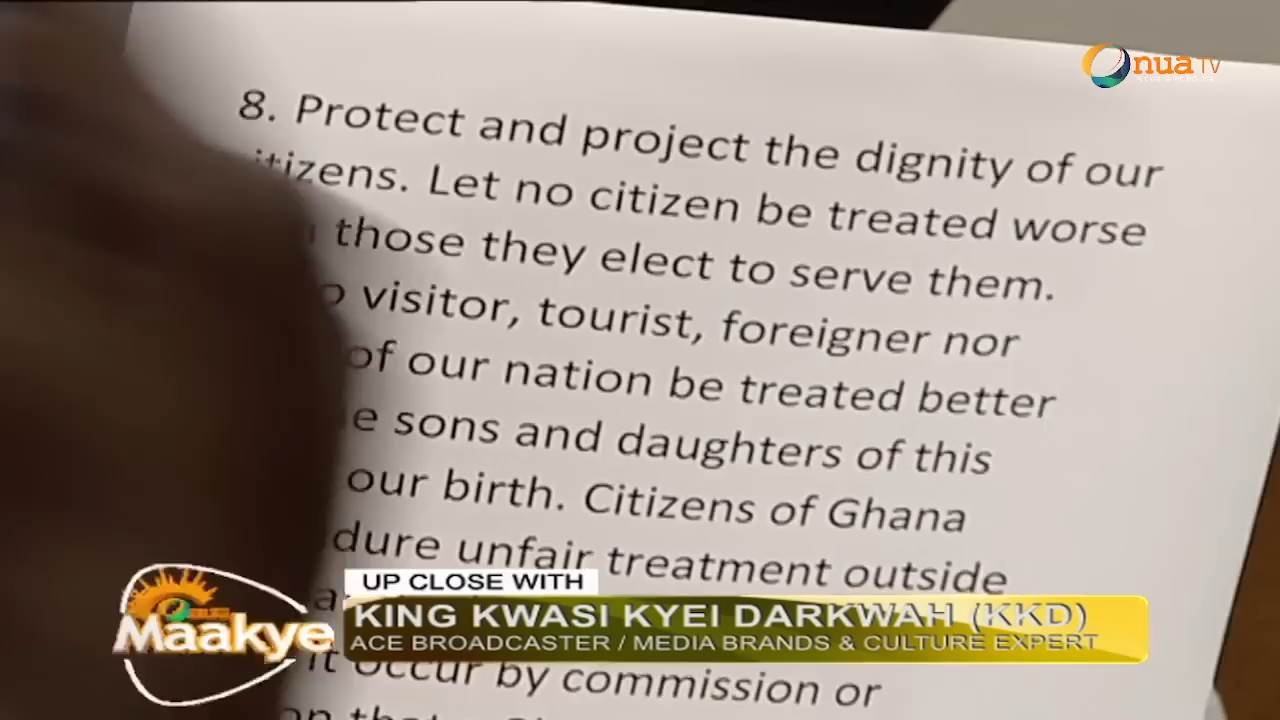 Onua TV
8. Protect and project the dignity of our
itizens. Let no citizen be treated worse
those they elect to serve them.
visitor, tourist, foreigner nor
of our nation be treated better
e sons and daughters of this
our birth. Citizens of Ghana
dure unfair treatment outside
UP CLOSE WITH
KING KWASI KYEI DARKWAH (KKD)
ACE BROADCASTER / MEDIA BRANDS & CULTURE EXPERT
Maakye
it occur by commission or